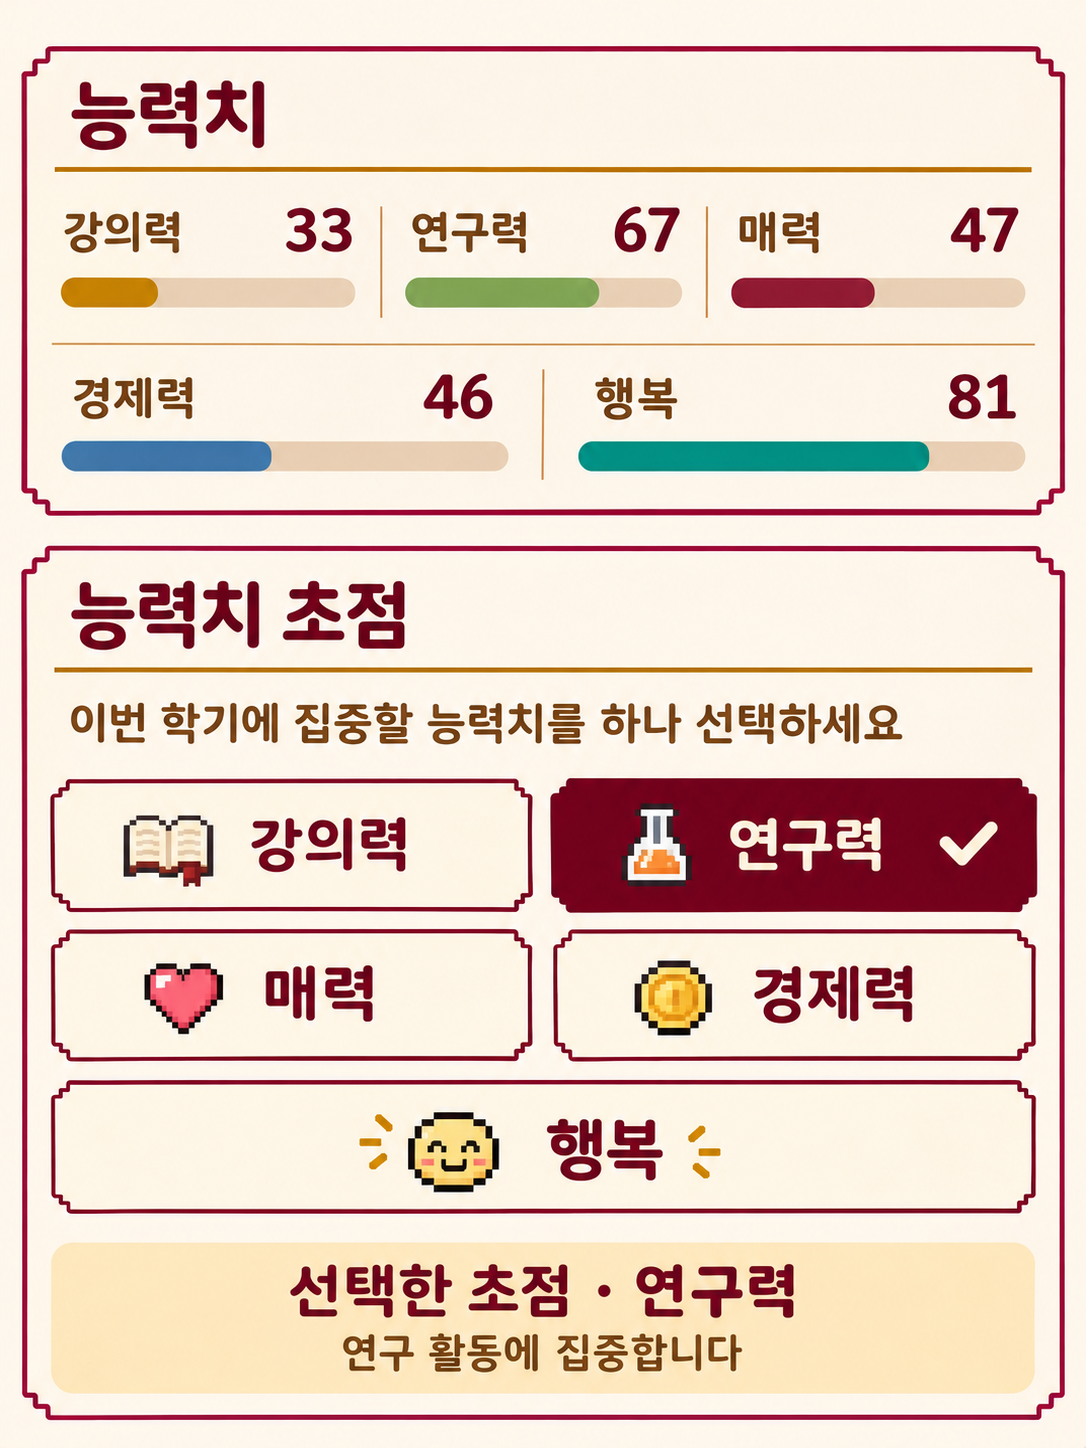 능력치
강의력 33
연구력 67
매력 47
경제력 46
행복 81
능력치 초점
이번 학기에 집중할 능력치를 하나 선택하세요
강의력
연구력
매력
경제력
행복
선택한 초점 · 연구력
연구 활동에 집중합니다